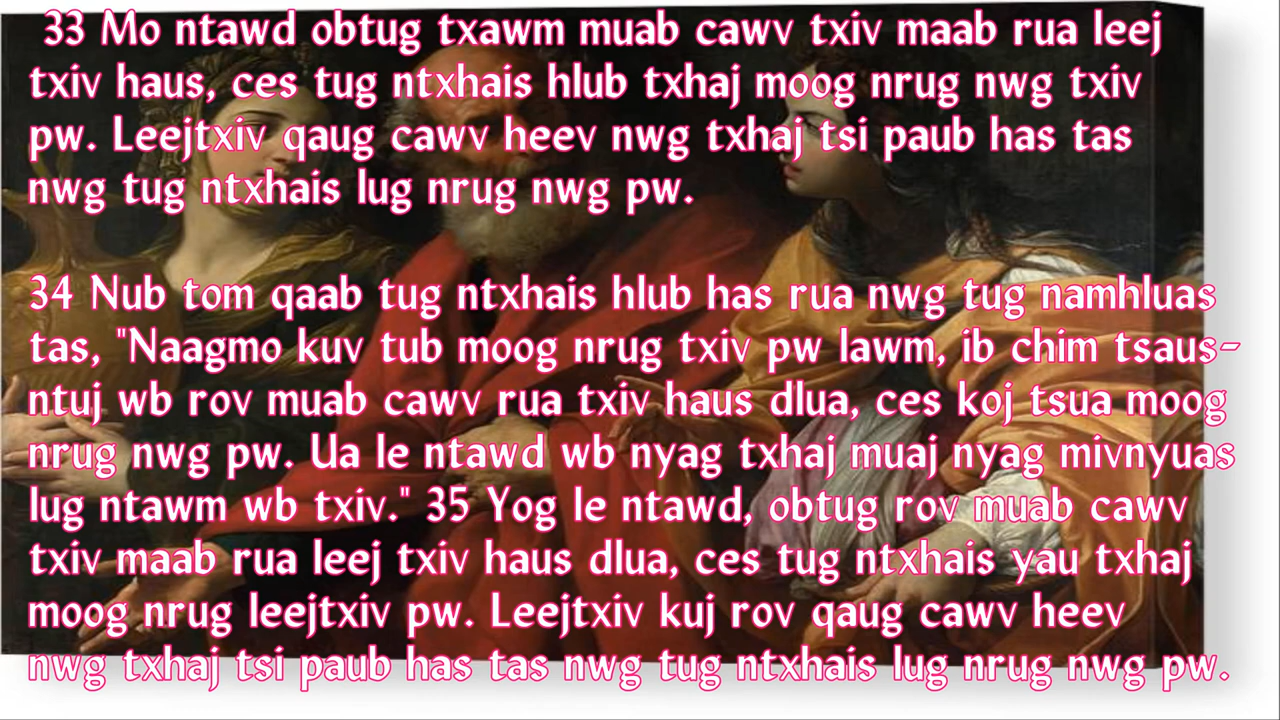 33 Mo ntawd obtug txawm muab cawv txiv maab rua leej
txiv haus, ces tug ntxhais hlub txhaj moog nrug nwg txiv
pw. Leejtxiv qaug cawv heev nwg txhaj tsi paub has tas
nwg tug ntxhais lug nrug nwg pw.
34 Nub tom qaab tug ntxhais hlub has rua nwg tug namhluas
tas, "Naagmo kuv tub moog nrug txiv pw lawm, ib chim tsaus-
ntuj wb rov muab cawv rua txiv haus dlua, ces koj tsua moog
nrug nwg pw. Ua le ntawd wb nyag txhaj muaj nyag mivnyuas
lug ntawm wb txiv." 35 Yog le ntawd, obtug rov muab cawv
txiv maab rua leej txiv haus dlua, ces tug ntxhais yau txhaj
moog nrug leejtxiv pw. Leejtxiv kuj rov qaug cawv heev
nwg txhaj tsi paub has tas nwg tug ntxhais lug nrug nwg pw.